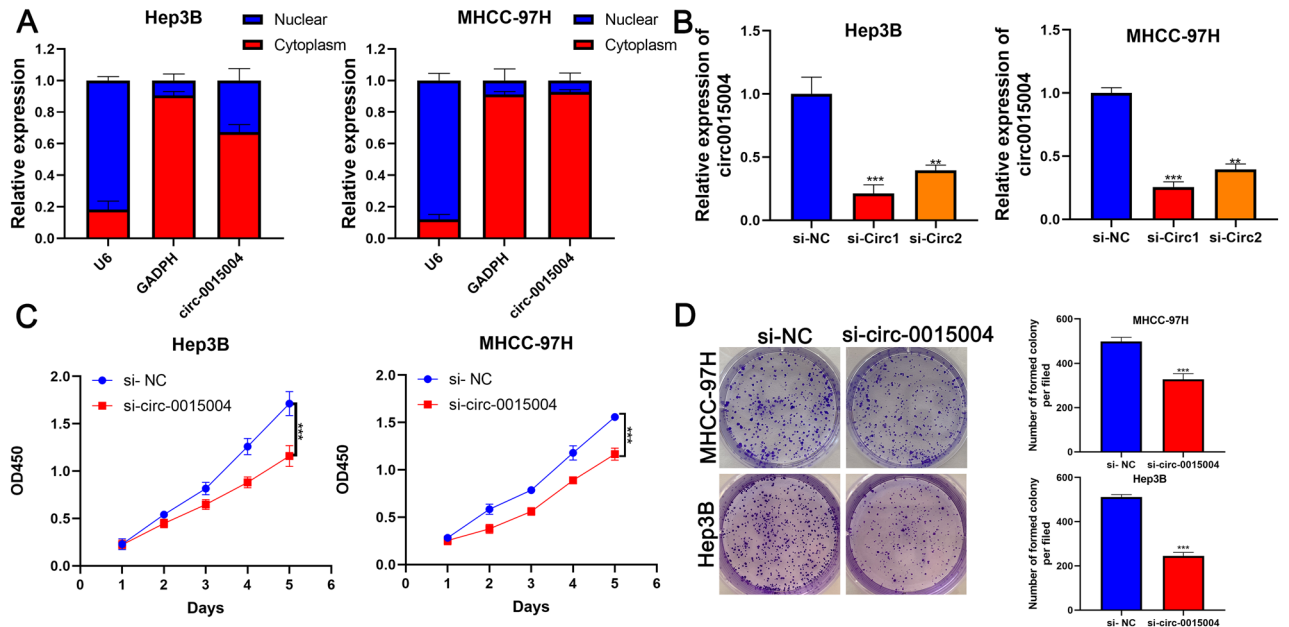 A
Hep3B
Nuclear
Cytoplasm
Relative expression
1.2
1.0
0.8
0.6
0.4
0.2
0.0
U6
GADPH
circ-0015004
MHCC-97H
Nuclear
Cytoplasm
Relative expression
1.2
1.0
0.8
0.6
0.4
0.2
0.0
U6
GADPH
circ-0015004
B
Hep3B
Relative expression of
circ0015004
1.5
1.0
0.5
0.0
***
**
si-NC
si-Circ1
si-Circ2
MHCC-97H
Relative expression of
circ0015004
1.5
1.0
0.5
0.0
***
**
si-NC
si-Circ1
si-Circ2
C
Hep3B
si- NC
si-circ-0015004
OD450
2.0
1.5
1.0
0.5
0.0
***
0
1
2
3
4
5
6
Days
MHCC-97H
si- NC
si-circ-0015004
OD450
2.0
1.5
1.0
0.5
0.0
***
0
1
2
3
4
5
6
Days
D
si-NC
si-circ-0015004
MHCC-97H
Hep3B
MHCC-97H
Number of formed colony
per filed
600
400
200
0
***
si- NC
si-circ-0015004
Hep3B
Number of formed colony
per filed
600
400
200
0
***
si- NC
si-circ-0015004